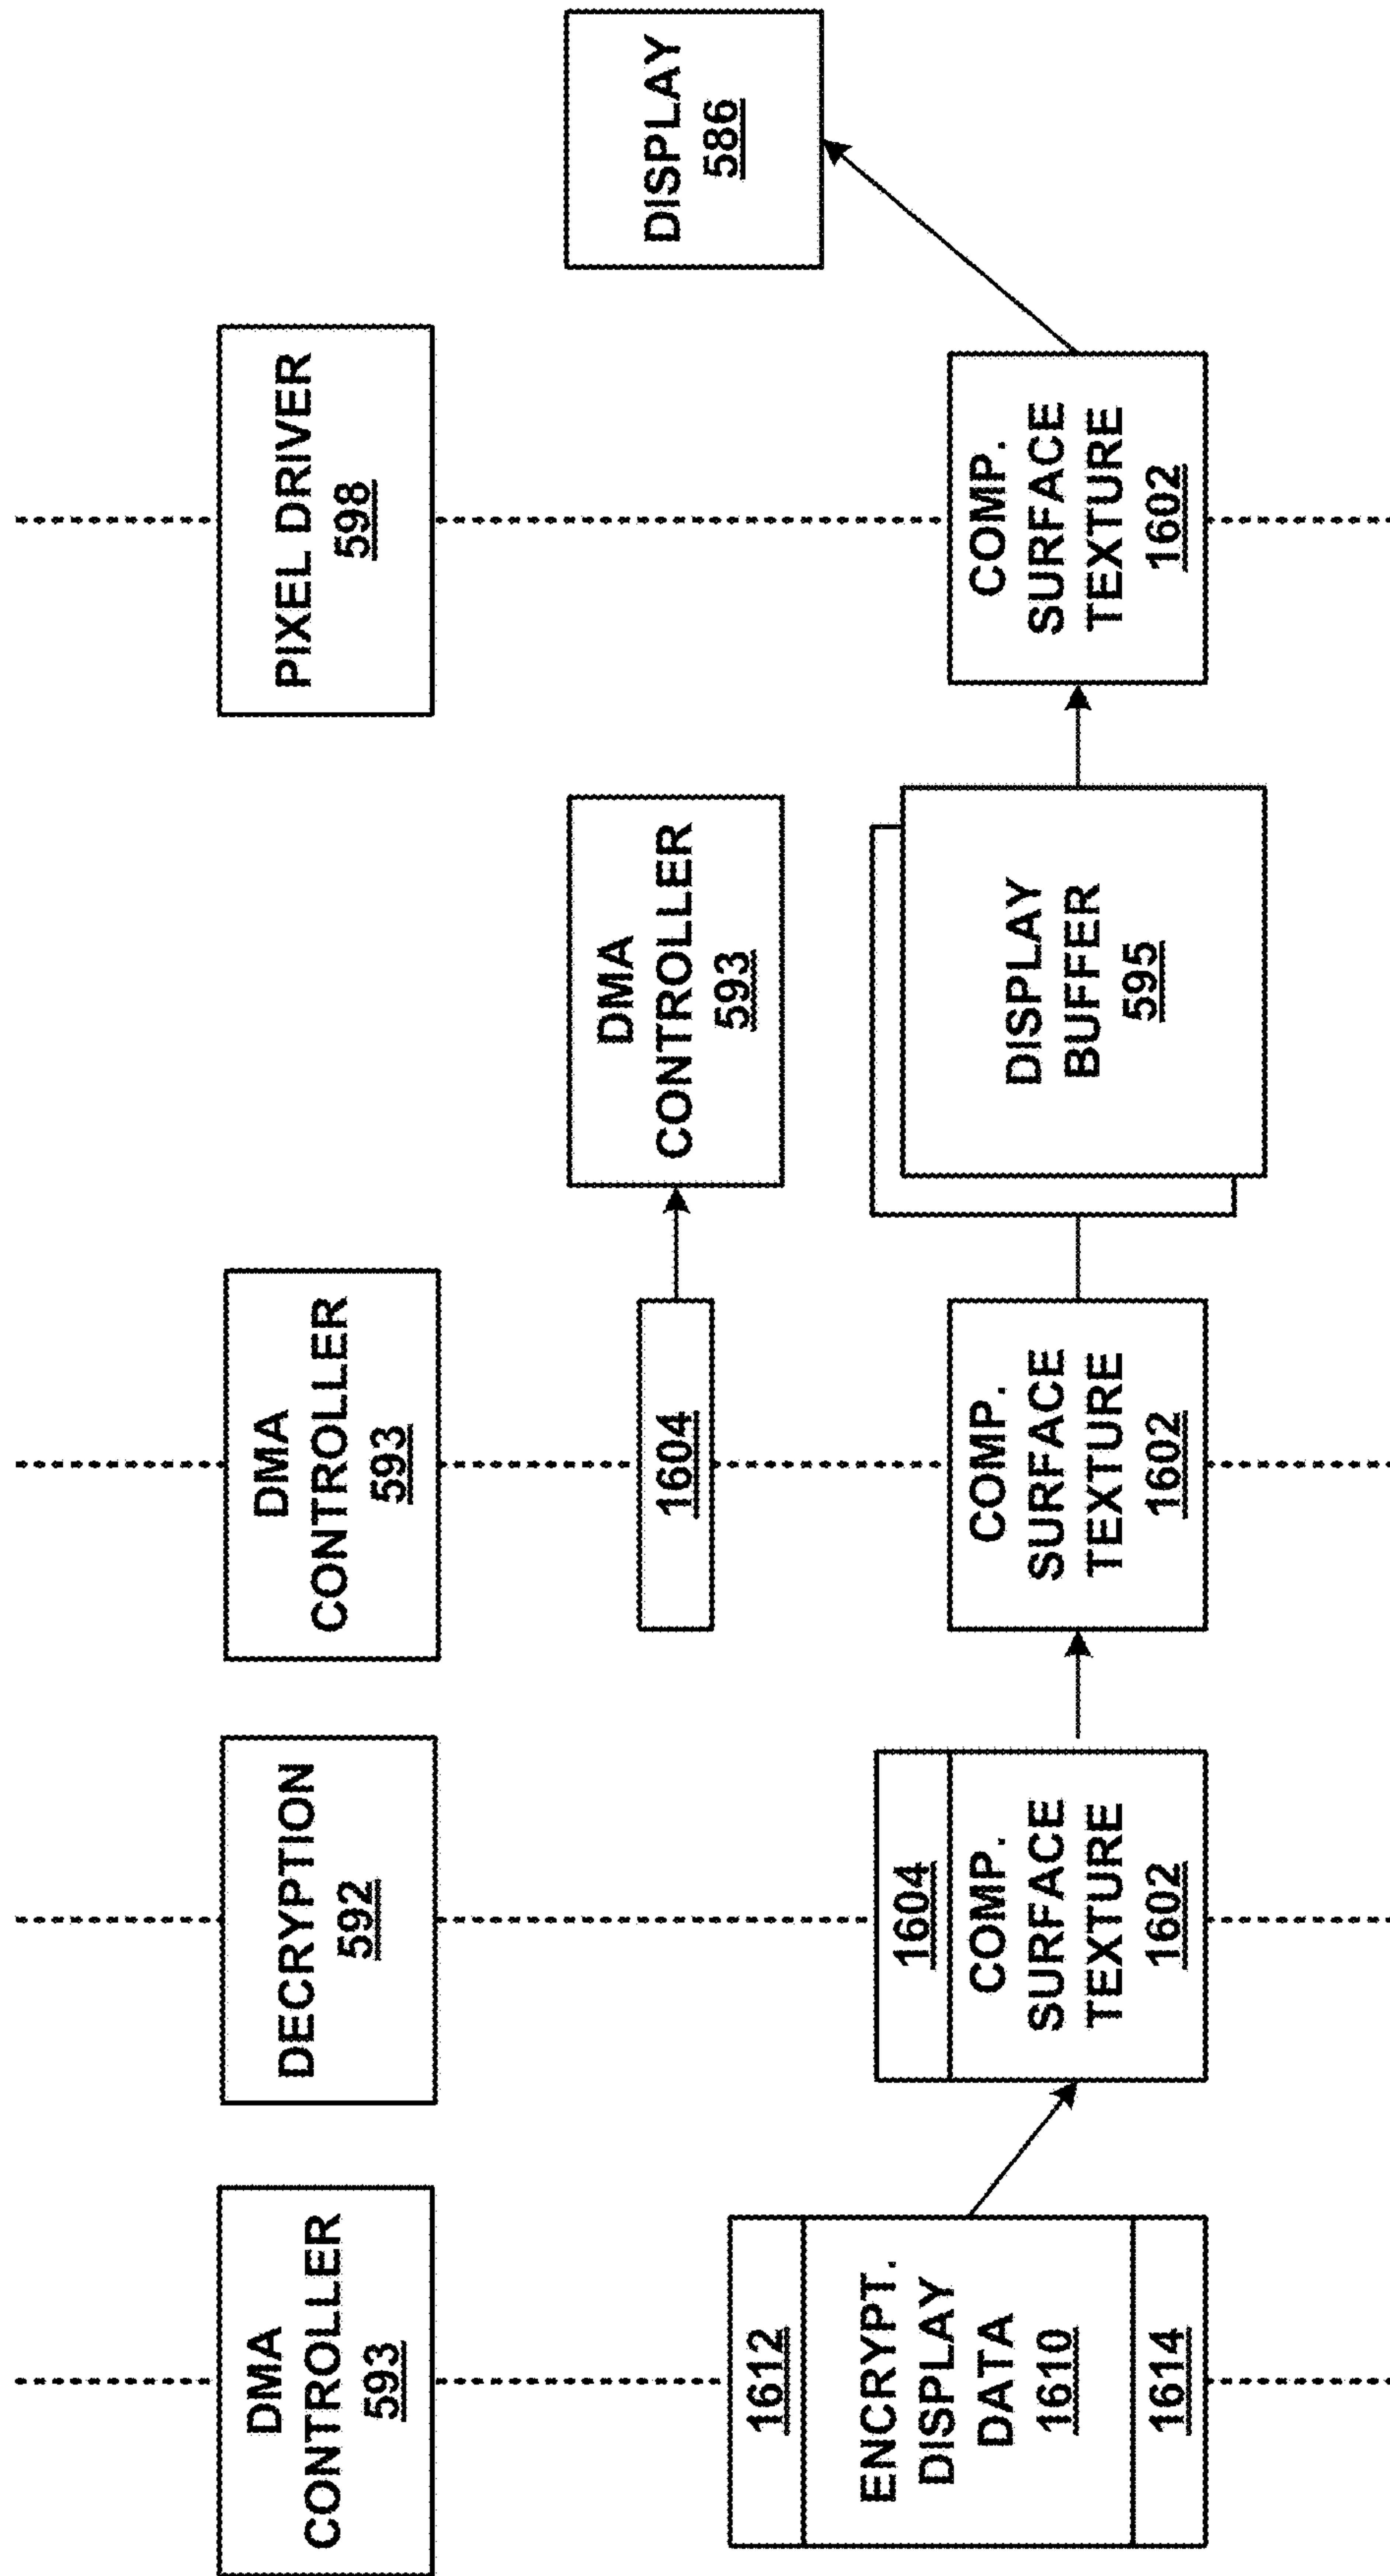 DMA
CONTROLLER
593
DECRYPTION
592
DMA
CONTROLLER
593
PIXEL DRIVER
598
1604
DMA
CONTROLLER
593
DISPLAY
586
1612
ENCRYPT.
DISPLAY
DATA
1610
1614
1604
COMP.
SURFACE
TEXTURE
1602
COMP.
SURFACE
TEXTURE
1602
DISPLAY
BUFFER
595
COMP.
SURFACE
TEXTURE
1602